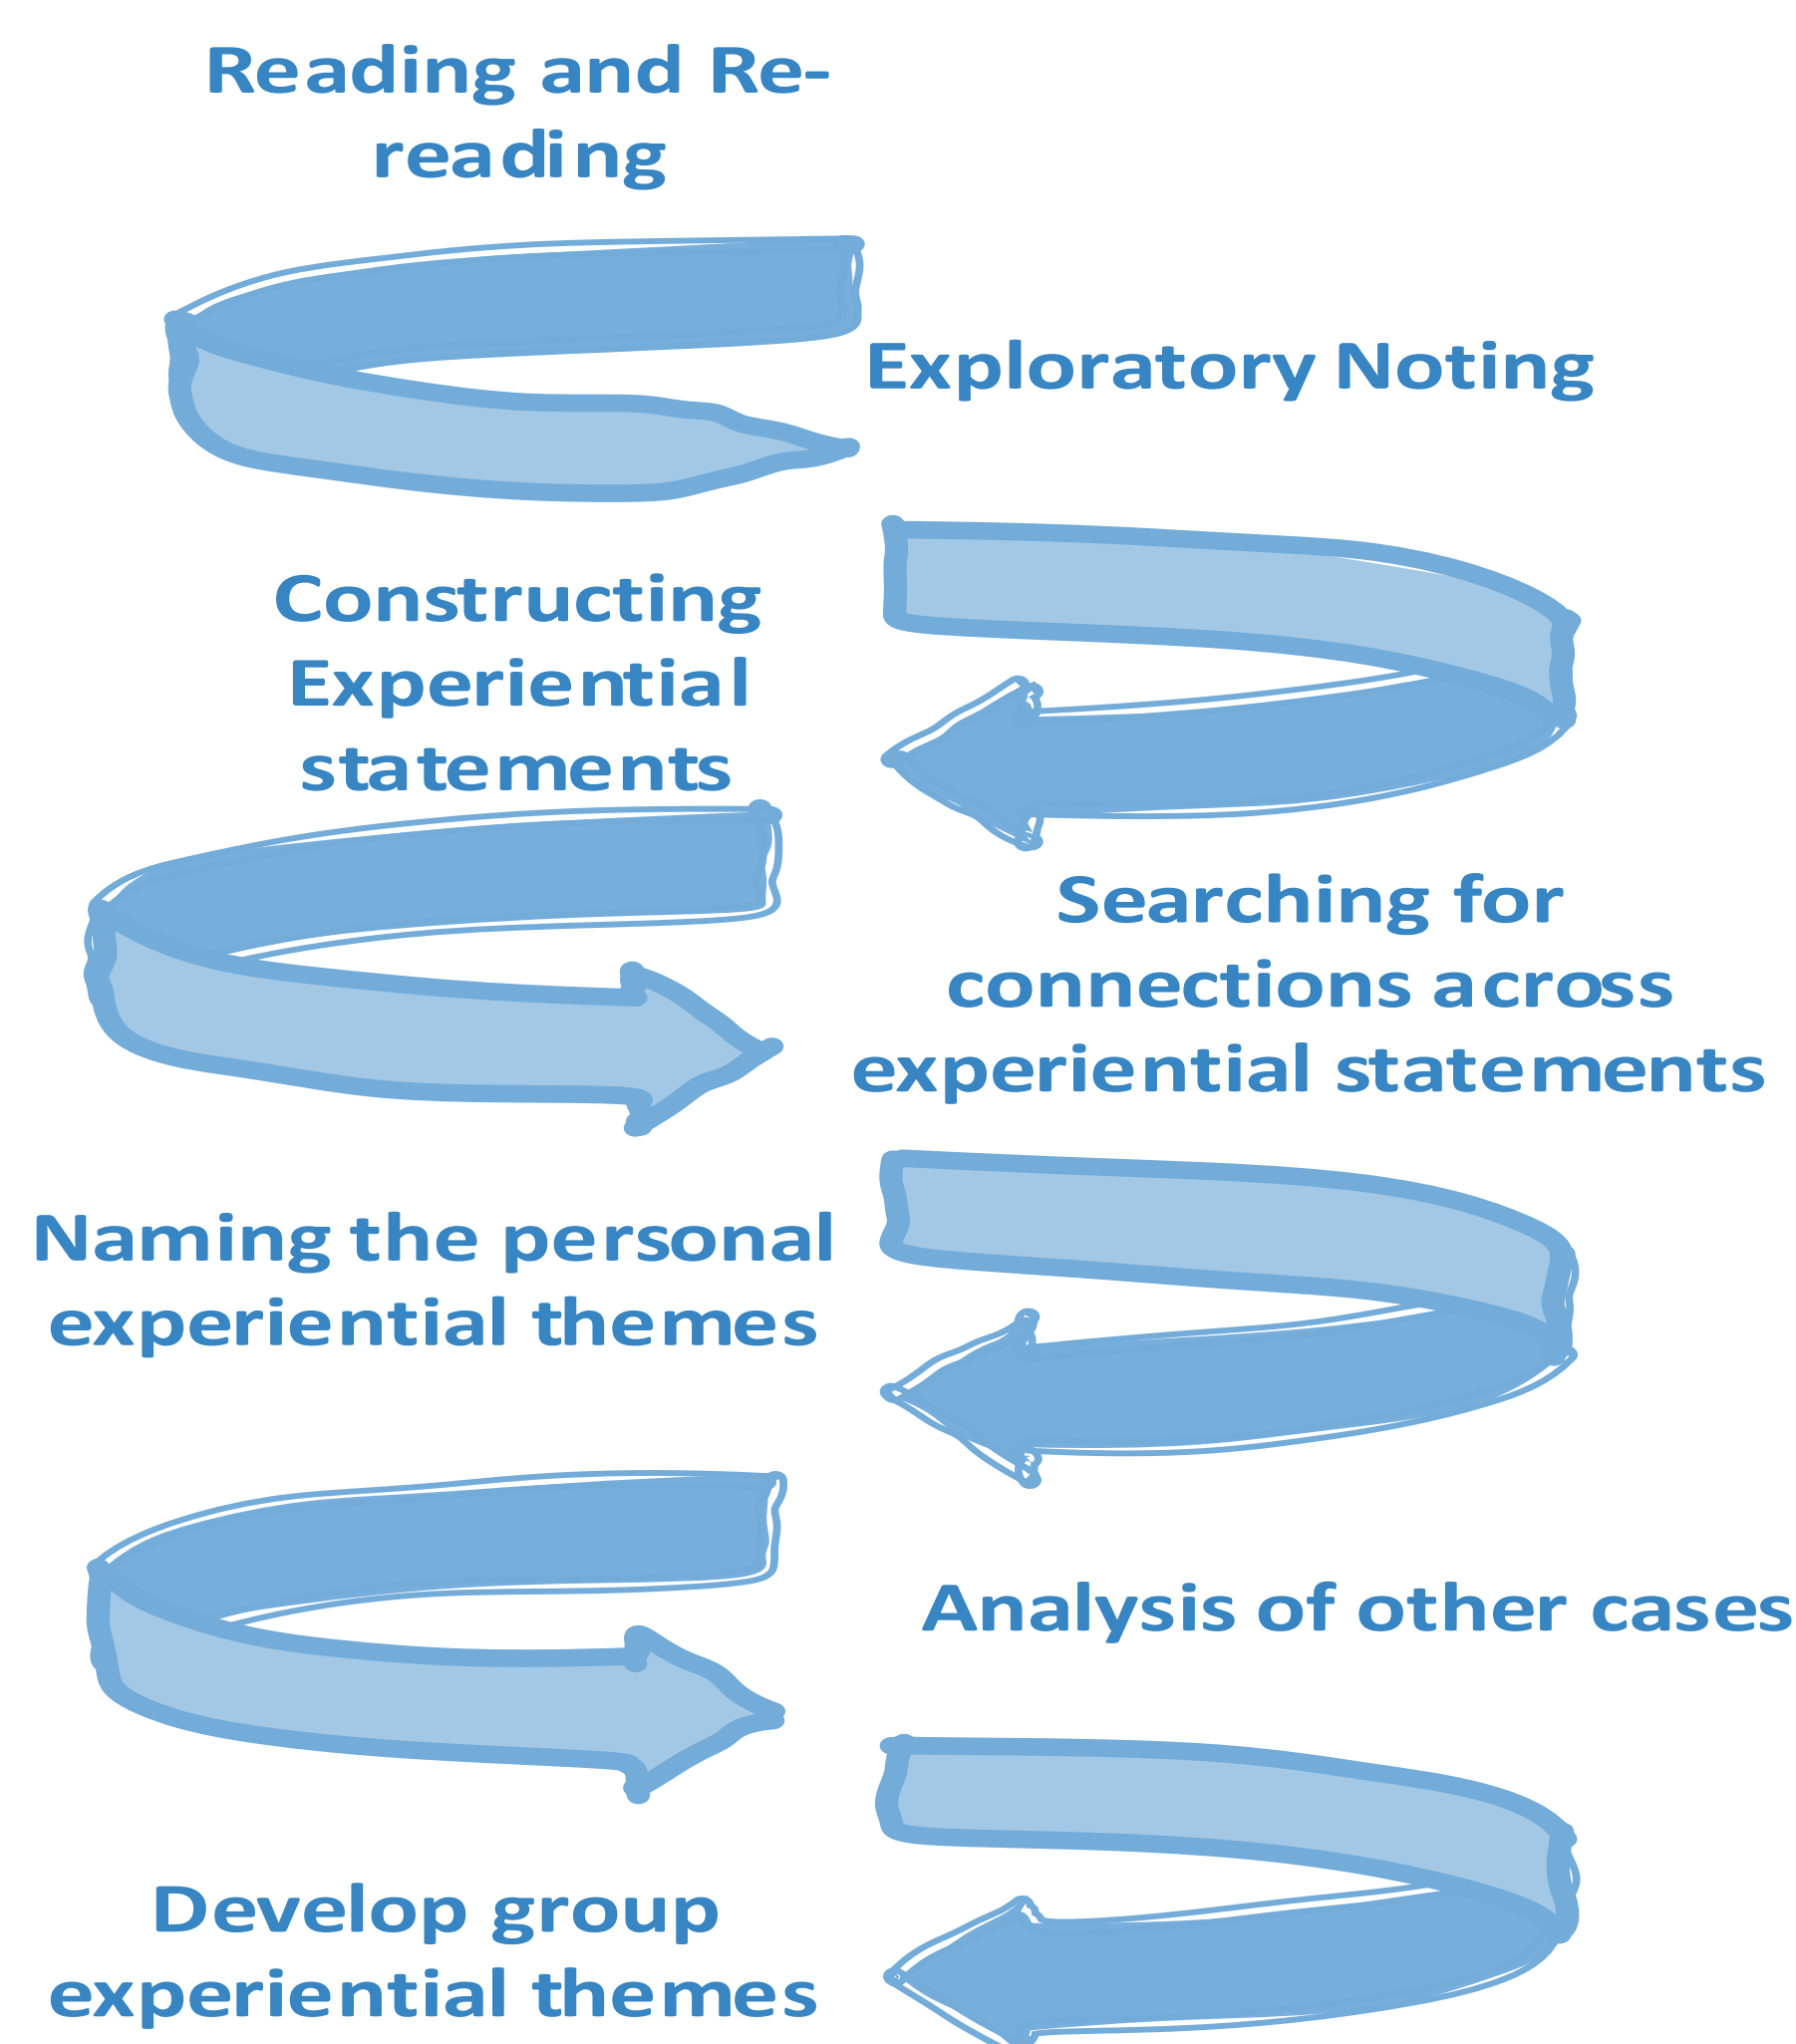 Reading and Re-
reading
Exploratory Noting
Constructing
Experiential
statements
Searching for
connections across
experiential statements
Naming the personal
experiential themes
Analysis of other cases
Develop group
experiential themes